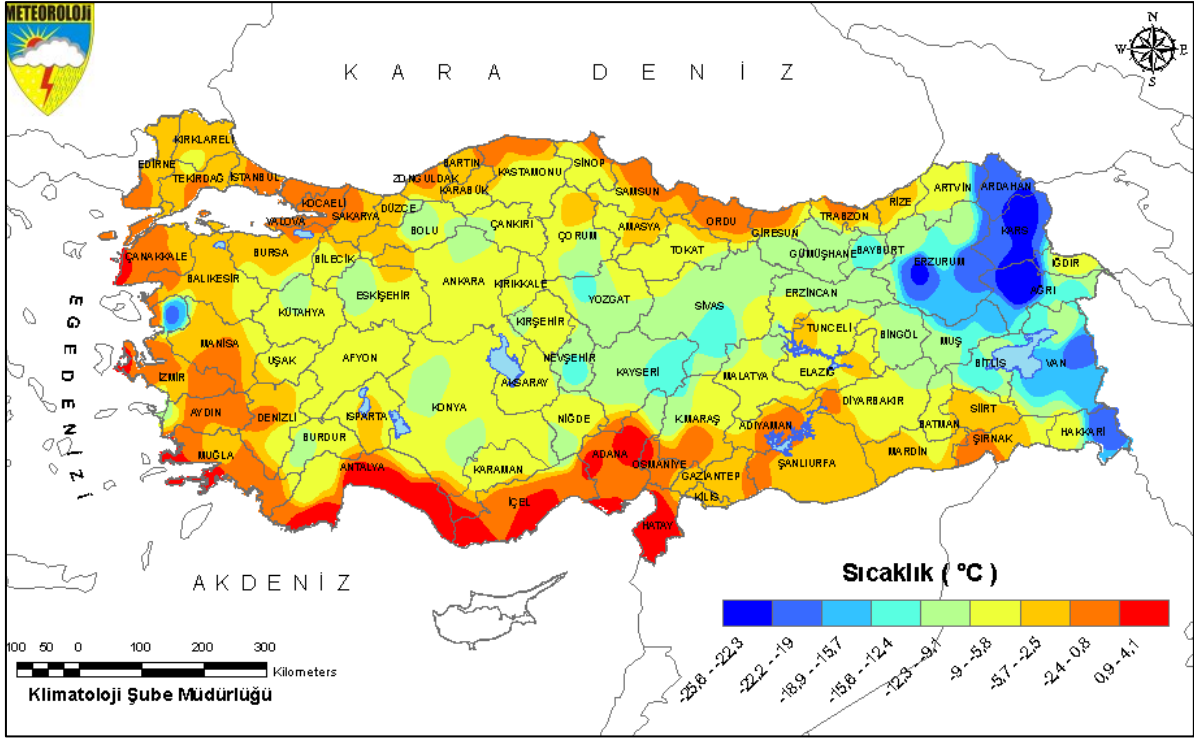 METEOROLOJİ
N
W E
S
K A R A D E N İ Z
KIRKLARELİ
EDİRNE
TEKİRDAĞ
İSTANBUL
KOCAELİ
YALOVA
SAKARYA
DÜZCE
ZONGULDAK
BARTIN
KARABÜK
KASTAMONU
SİNOP
SAMSUN
ORDU
GİRESUN
TRABZON
RİZE
ARTVİN
ARDAHAN
KARS
IĞDIR
AĞRI
ERZURUM
BAYBURT
GÜMÜŞHANE
TOKAT
AMASYA
ÇORUM
ÇANKIRI
BOLU
BİLECİK
BURSA
BALIKESİR
ÇANAKKALE
KÜTAHYA
ESKİŞEHİR
ANKARA
KIRIKKALE
YOZGAT
SİVAS
ERZİNCAN
TUNCELİ
BİNGÖL
MUŞ
BİTLİS
VAN
ELAZIĞ
MALATYA
KAYSERİ
NEVŞEHİR
KIRŞEHİR
AKSARAY
AFYON
UŞAK
MANİSA
İZMİR
AYDIN
DENİZLİ
ISPARTA
BURDUR
KONYA
NİĞDE
K.MARAŞ
ADIYAMAN
DİYARBAKIR
BATMAN
SİİRT
ŞIRNAK
HAKKARİ
MARDİN
ŞANLIURFA
GAZİANTEP
KİLİS
OSMANİYE
ADANA
HATAY
İÇEL
KARAMAN
ANTALYA
MUĞLA
E G E D E N İ Z İ
A K D E N İ Z
Sıcaklık ( °C )
-25,6 - -22,3
-22,2 - -19
-18,9 - -15,7
-15,6 - -12,4
-12,3 - -9,1
-9 - -5,8
-5,7 - -2,5
-2,4 - 0,8
0,9 - 4,1
100 50 0 100 200 300
Kilometers
Klimatoloji Şube Müdürlüğü